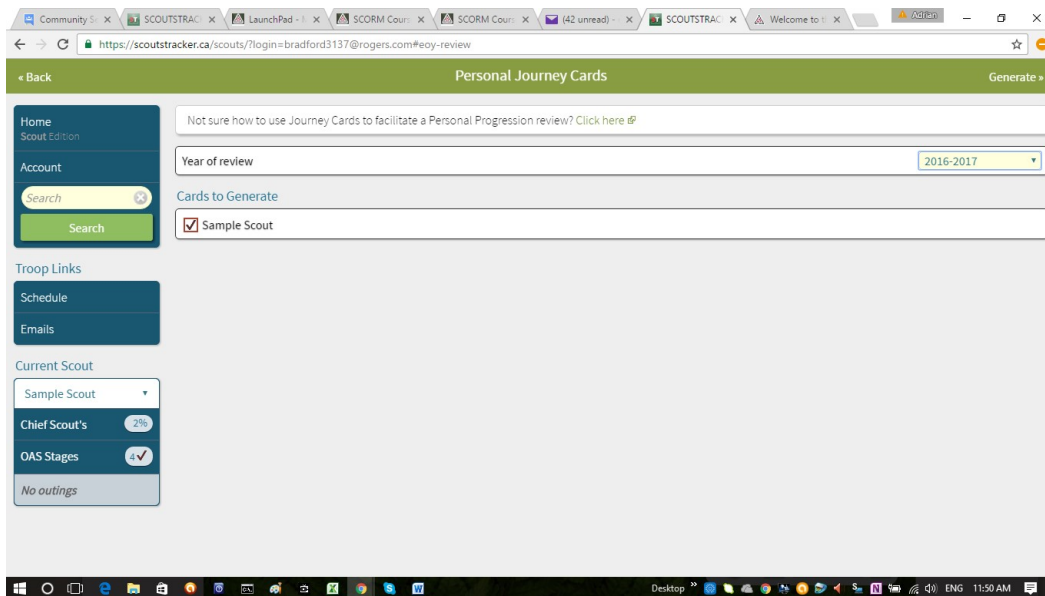 Community S
SCOUTSTRAC
LaunchPad -
SCORM Cour
SCORM Cour
(42 unread) -
SCOUTSTRAC
Welcome to t
Adrian
https://scoutstracker.ca/scouts/?login=bradford3137@rogers.com#eoy-review
« Back
Personal Journey Cards
Generate »
Home
Scout Edition
Account
Search
Search
Troop Links
Schedule
Emails
Current Scout
Sample Scout
Chief Scout's 2%
OAS Stages 4
No outings
Not sure how to use Journey Cards to facilitate a Personal Progression review? Click here
Year of review 2016-2017
Cards to Generate
Sample Scout
Desktop » ENG 11:50 AM